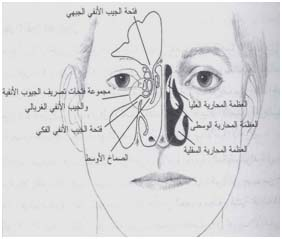 فتحة الجيب الأنفي الجبهي
مجموعة فتحات تصريف الجيوب الأنفية
والجيب الأنفي الغربالي
فتحة الجيب الأنفي الفكي
الصماخ الأوسط
العظمة المحارية العليا
العظمة المحارية الوسطى
العظمة المحارية السفلية